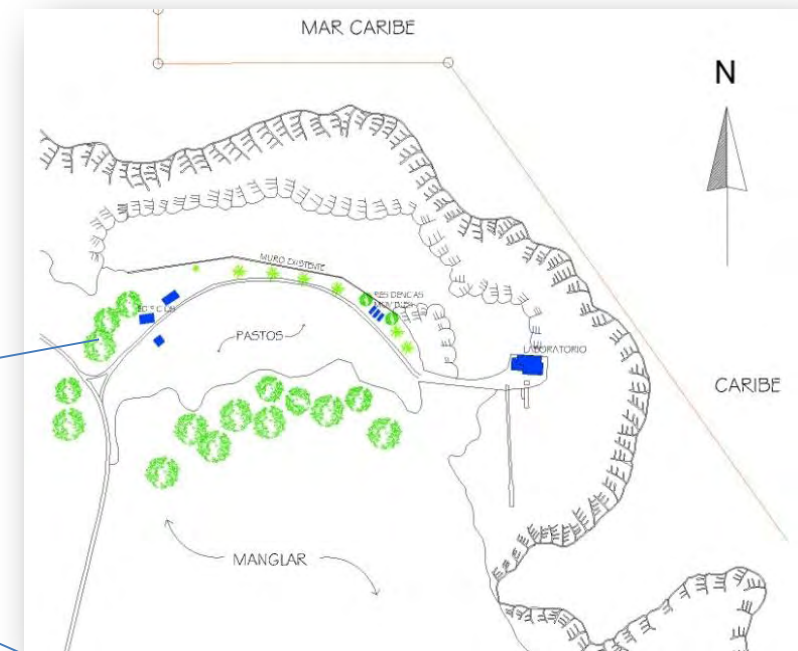 MAR CARIBE
N
MURO EXISTENTE
PASTOS
LABORATORIO
CARIBE
MANGLAR